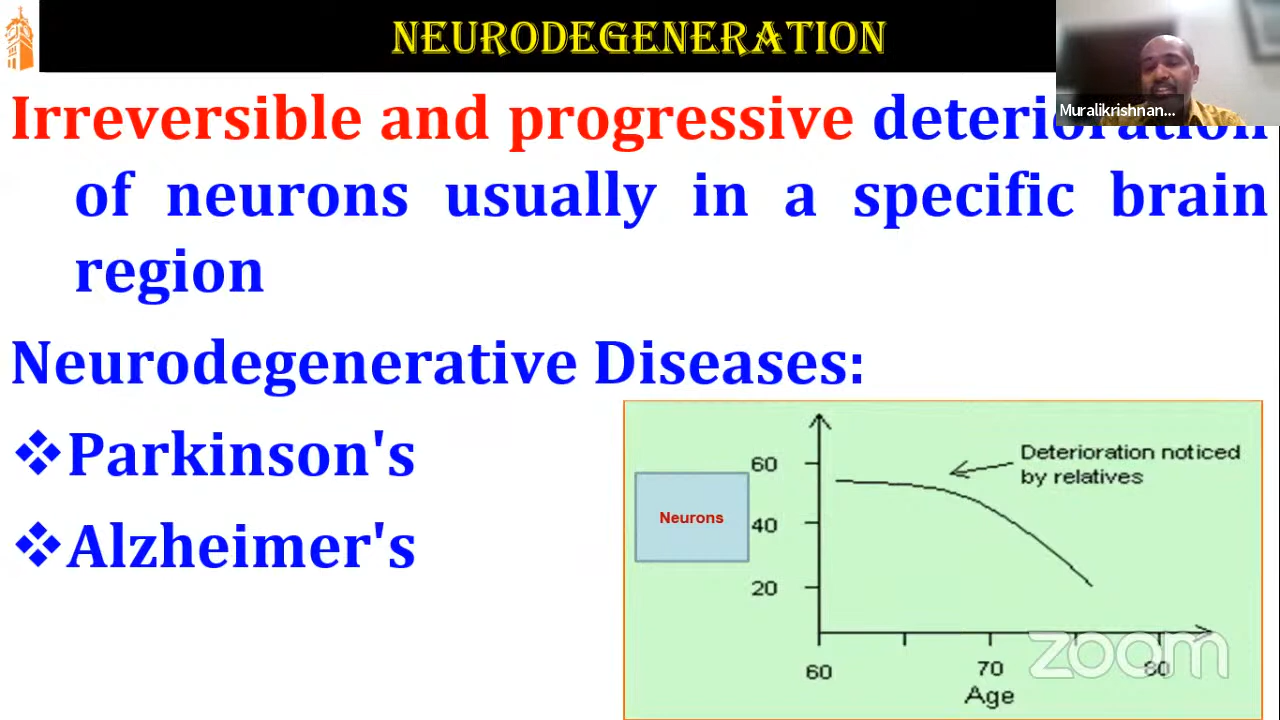 NEURODEGENERATION
Muralikrishnan...
Irreversible and progressive deterioration
of neurons usually in a specific brain
region
Neurodegenerative Diseases:
❖Parkinson's
❖Alzheimer's
Deterioration noticed
by relatives
60
Neurons
40
20
60
70
80
Age
zoom